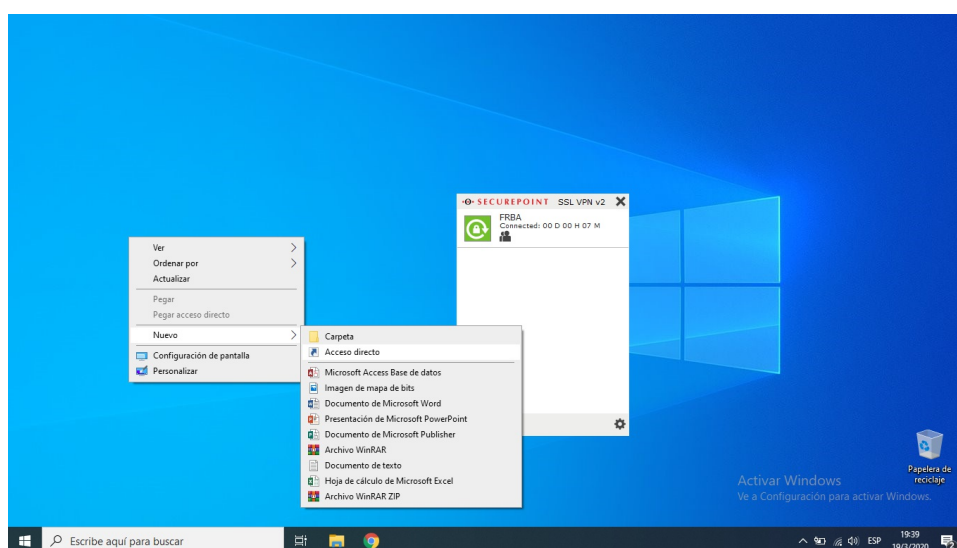 SECUREPOINT SSL VPN v2
FRBA
Connected: 00 D 00 H 07 M
Ver
Ordenar por
Actualizar
Pegar
Pegar acceso directo
Nuevo
Configuración de pantalla
Personalizar
Carpeta
Acceso directo
Microsoft Access Base de datos
Imagen de mapa de bits
Documento de Microsoft Word
Presentación de Microsoft PowerPoint
Documento de Microsoft Publisher
Archivo WinRAR
Documento de texto
Hoja de cálculo de Microsoft Excel
Archivo WinRAR ZIP
Papelera de
reciclaje
Activar Windows
Ve a Configuración para activar Windows.
Escribe aquí para buscar
ESP
19:39
19/3/2020
2